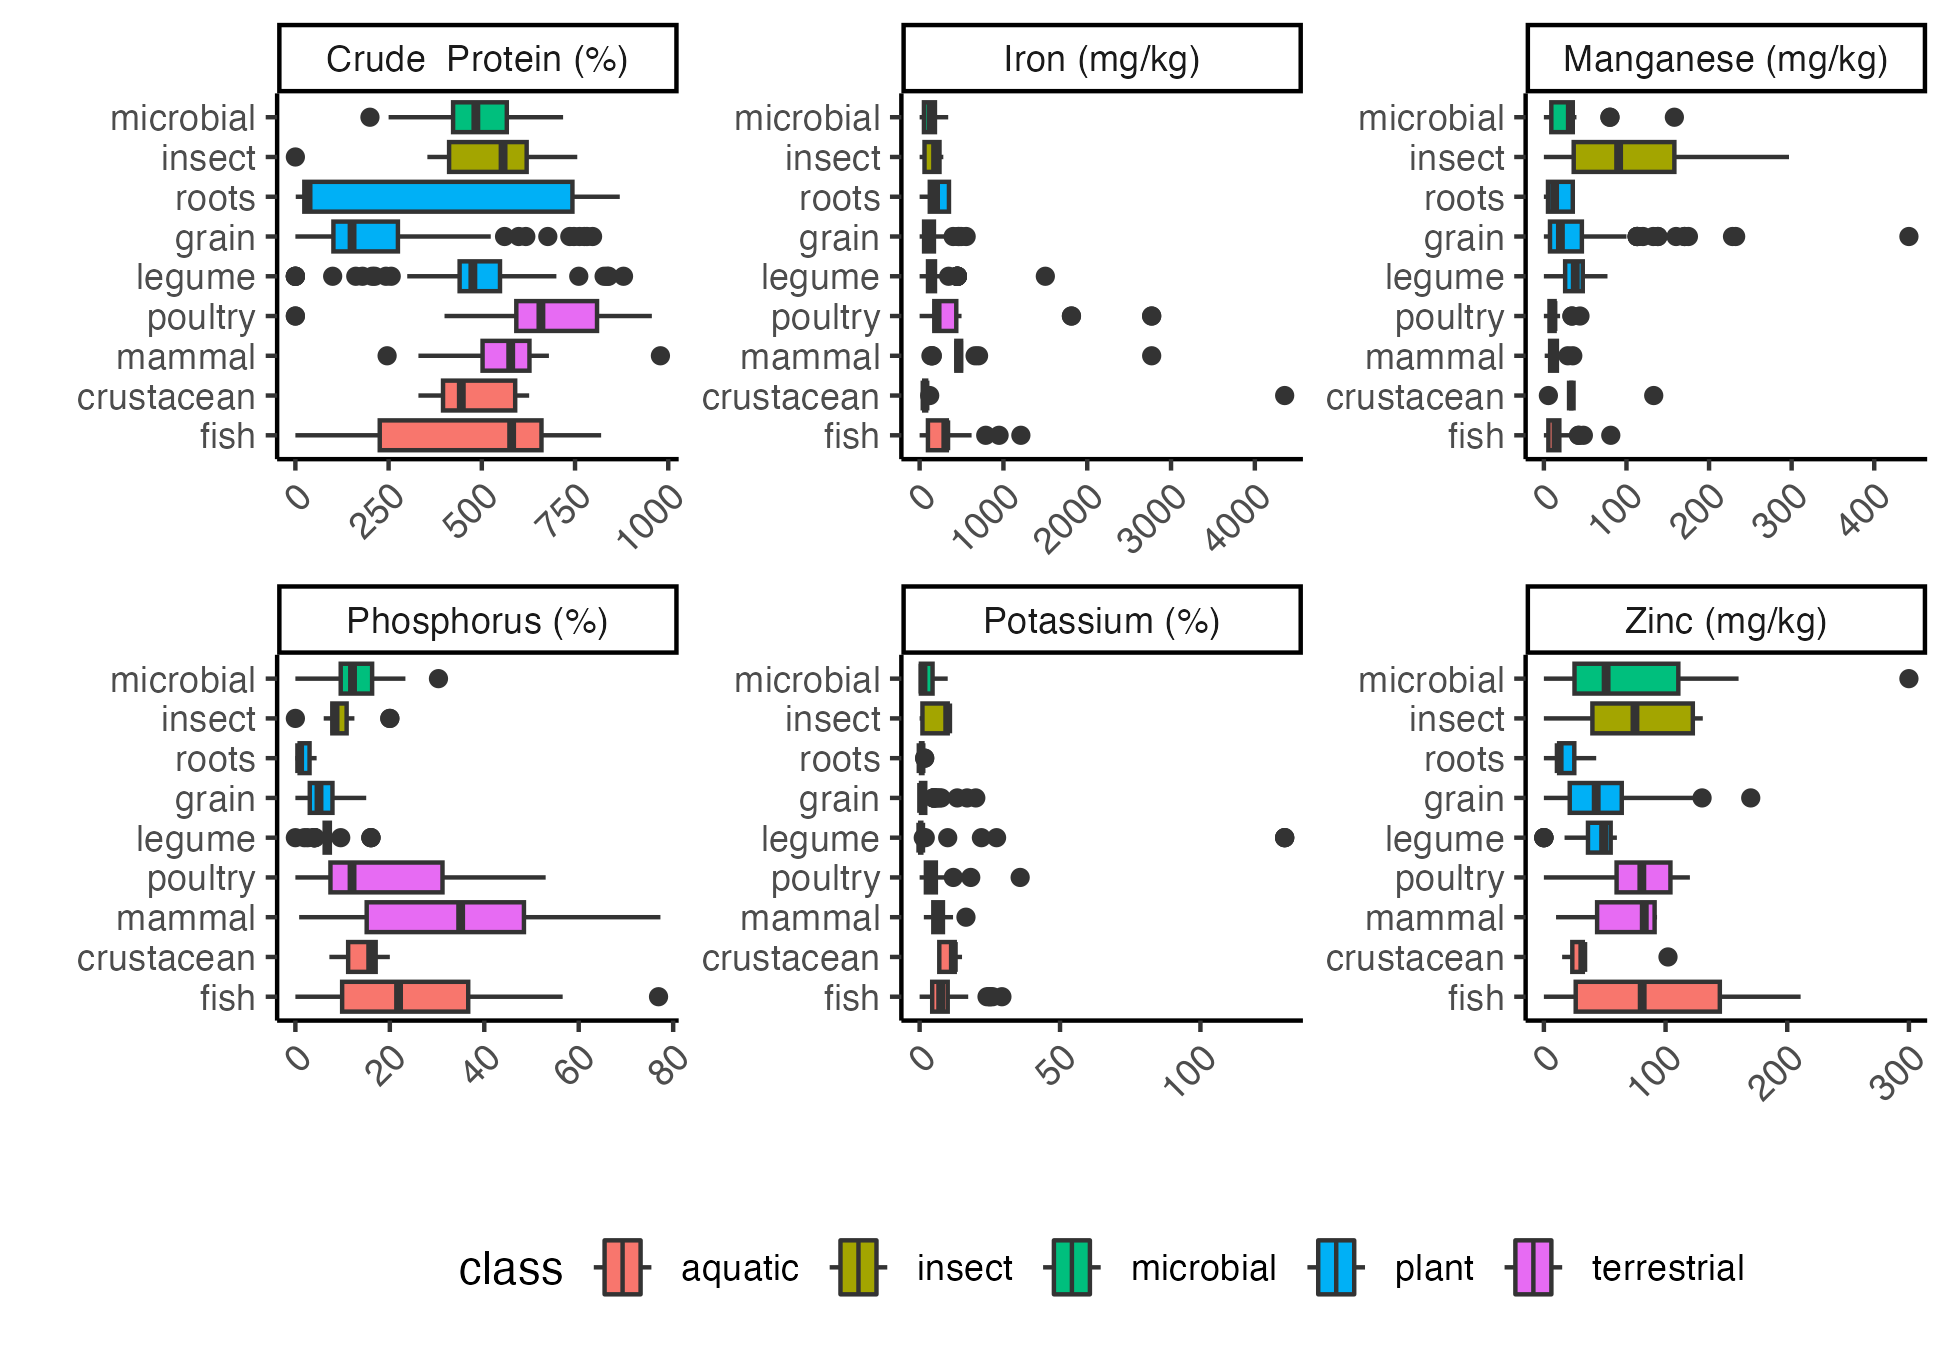 Crude  Protein (%)
microbial
insect
roots
grain
legume
poultry
mammal
crustacean
fish
0 250 500 750 1000
Iron (mg/kg)
microbial
insect
roots
grain
legume
poultry
mammal
crustacean
fish
0 1000 2000 3000 4000
Manganese (mg/kg)
microbial
insect
roots
grain
legume
poultry
mammal
crustacean
fish
0 100 200 300 400
Phosphorus (%)
microbial
insect
roots
grain
legume
poultry
mammal
crustacean
fish
0 20 40 60 80
Potassium (%)
microbial
insect
roots
grain
legume
poultry
mammal
crustacean
fish
0 50 100
Zinc (mg/kg)
microbial
insect
roots
grain
legume
poultry
mammal
crustacean
fish
0 100 200 300
class aquatic insect microbial plant terrestrial